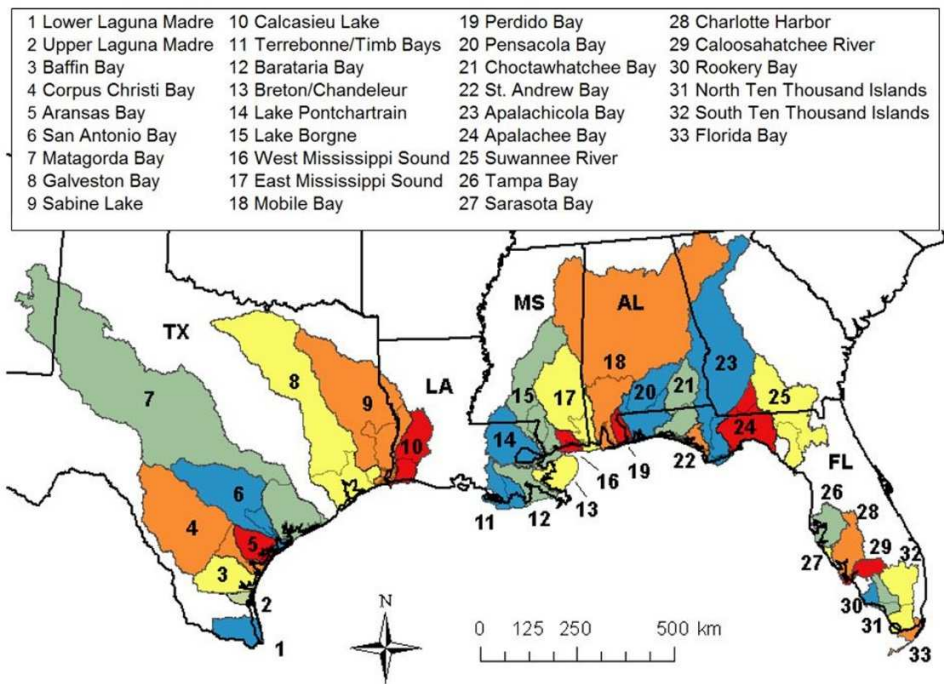 1 Lower Laguna Madre
2 Upper Laguna Madre
3 Baffin Bay
4 Corpus Christi Bay
5 Aransas Bay
6 San Antonio Bay
7 Matagorda Bay
8 Galveston Bay
9 Sabine Lake
10 Calcasieu Lake
11 Terrebonne/Timb Bays
12 Barataria Bay
13 Breton/Chandeleur
14 Lake Pontchartrain
15 Lake Borgne
16 West Mississippi Sound
17 East Mississippi Sound
18 Mobile Bay
19 Perdido Bay
20 Pensacola Bay
21 Choctawhatchee Bay
22 St. Andrew Bay
23 Apalachicola Bay
24 Apalachee Bay
25 Suwannee River
26 Tampa Bay
27 Sarasota Bay
28 Charlotte Harbor
29 Caloosahatchee River
30 Rookery Bay
31 North Ten Thousand Islands
32 South Ten Thousand Islands
33 Florida Bay
MS
AL
TX
18
8
23
7
LA
15
17
20
21
9
25
10
14
24
FL
6
19
22
16
26
4
11
12
13
28
5
29
32
27
3
30
2
N
31
1
0 125 250 500 km
33